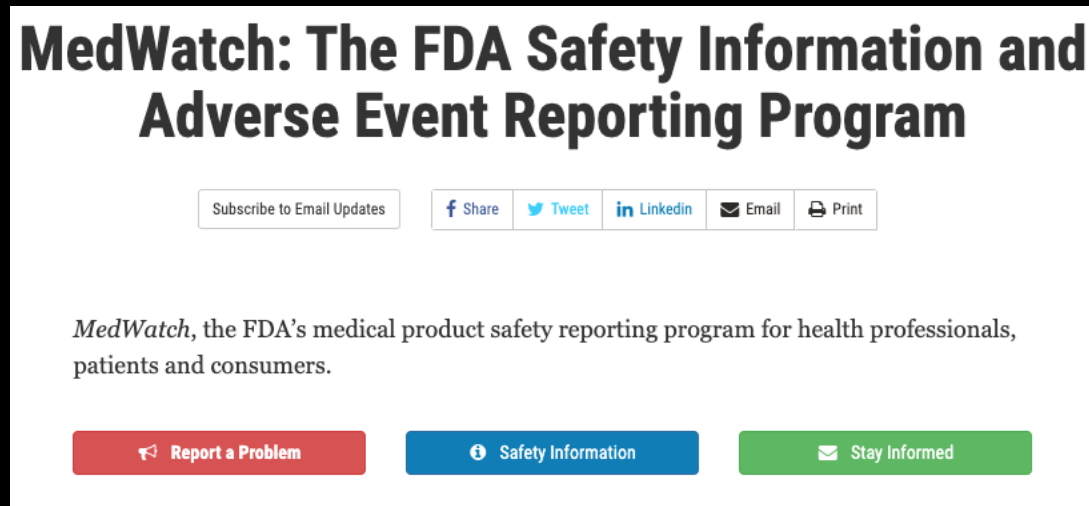 MedWatch: The FDA Safety Information and
Adverse Event Reporting Program
Subscribe to Email Updates
Share
Tweet
Linkedin
Email
Print
MedWatch, the FDA’s medical product safety reporting program for health professionals,
patients and consumers.
Report a Problem
Safety Information
Stay Informed